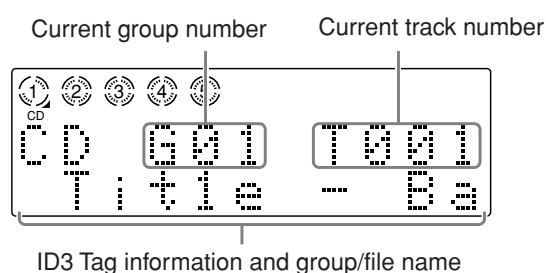 Current group number Current track number
1 2 3 4 5
CD
CD G01 T001
Title - Ba
ID3 Tag information and group/file name